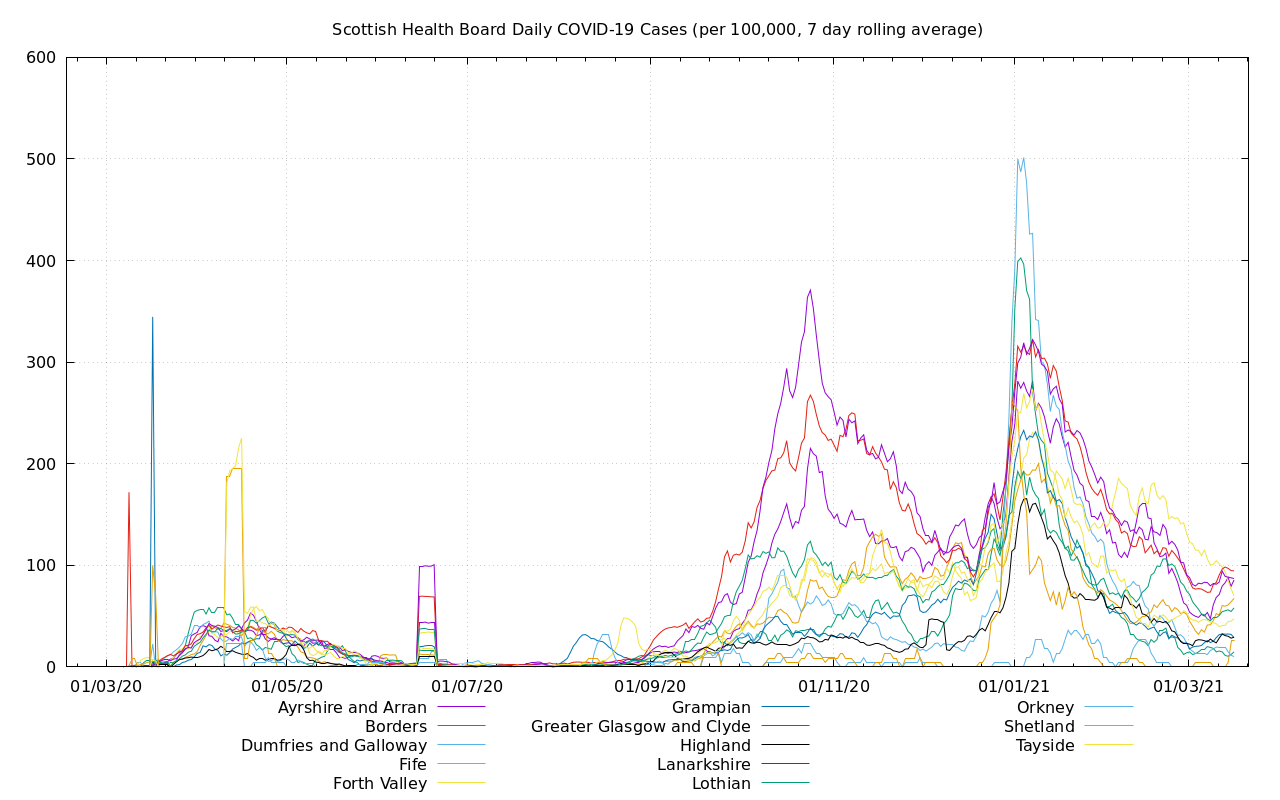 Scottish Health Board Daily COVID-19 Cases (per 100,000, 7 day rolling average)
600
500
400
300
200
100
0
01/03/20 01/05/20 01/07/20 01/09/20 01/11/20 01/01/21 01/03/21
Ayrshire and Arran Grampian Orkney
Borders Greater Glasgow and Clyde Shetland
Dumfries and Galloway Highland Tayside
Fife Lanarkshire
Forth Valley Lothian